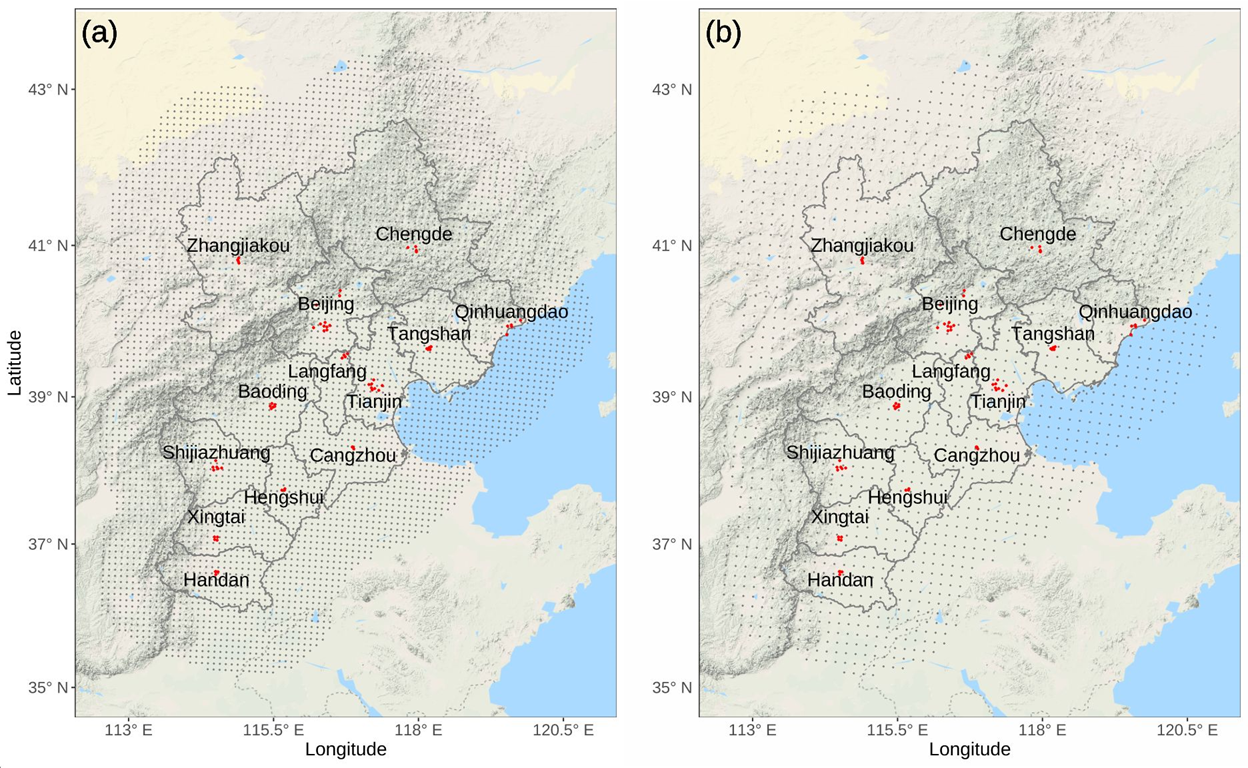 (a)
(b)
43° N
43° N
41° N
41° N
39° N
39° N
37° N
37° N
35° N
35° N
Latitude
Zhangjiakou
Chengde
Beijing
Qinhuangdao
Tangshan
Langfang
Baoding
Tianjin
Shijiazhuang
Cangzhou
Hengshui
Xingtai
Handan
Zhangjiakou
Chengde
Beijing
Qinhuangdao
Tangshan
Langfang
Baoding
Tianjin
Shijiazhuang
Cangzhou
Hengshui
Xingtai
Handan
113° E
115.5° E
118° E
120.5° E
113° E
115.5° E
118° E
120.5° E
Longitude
Longitude